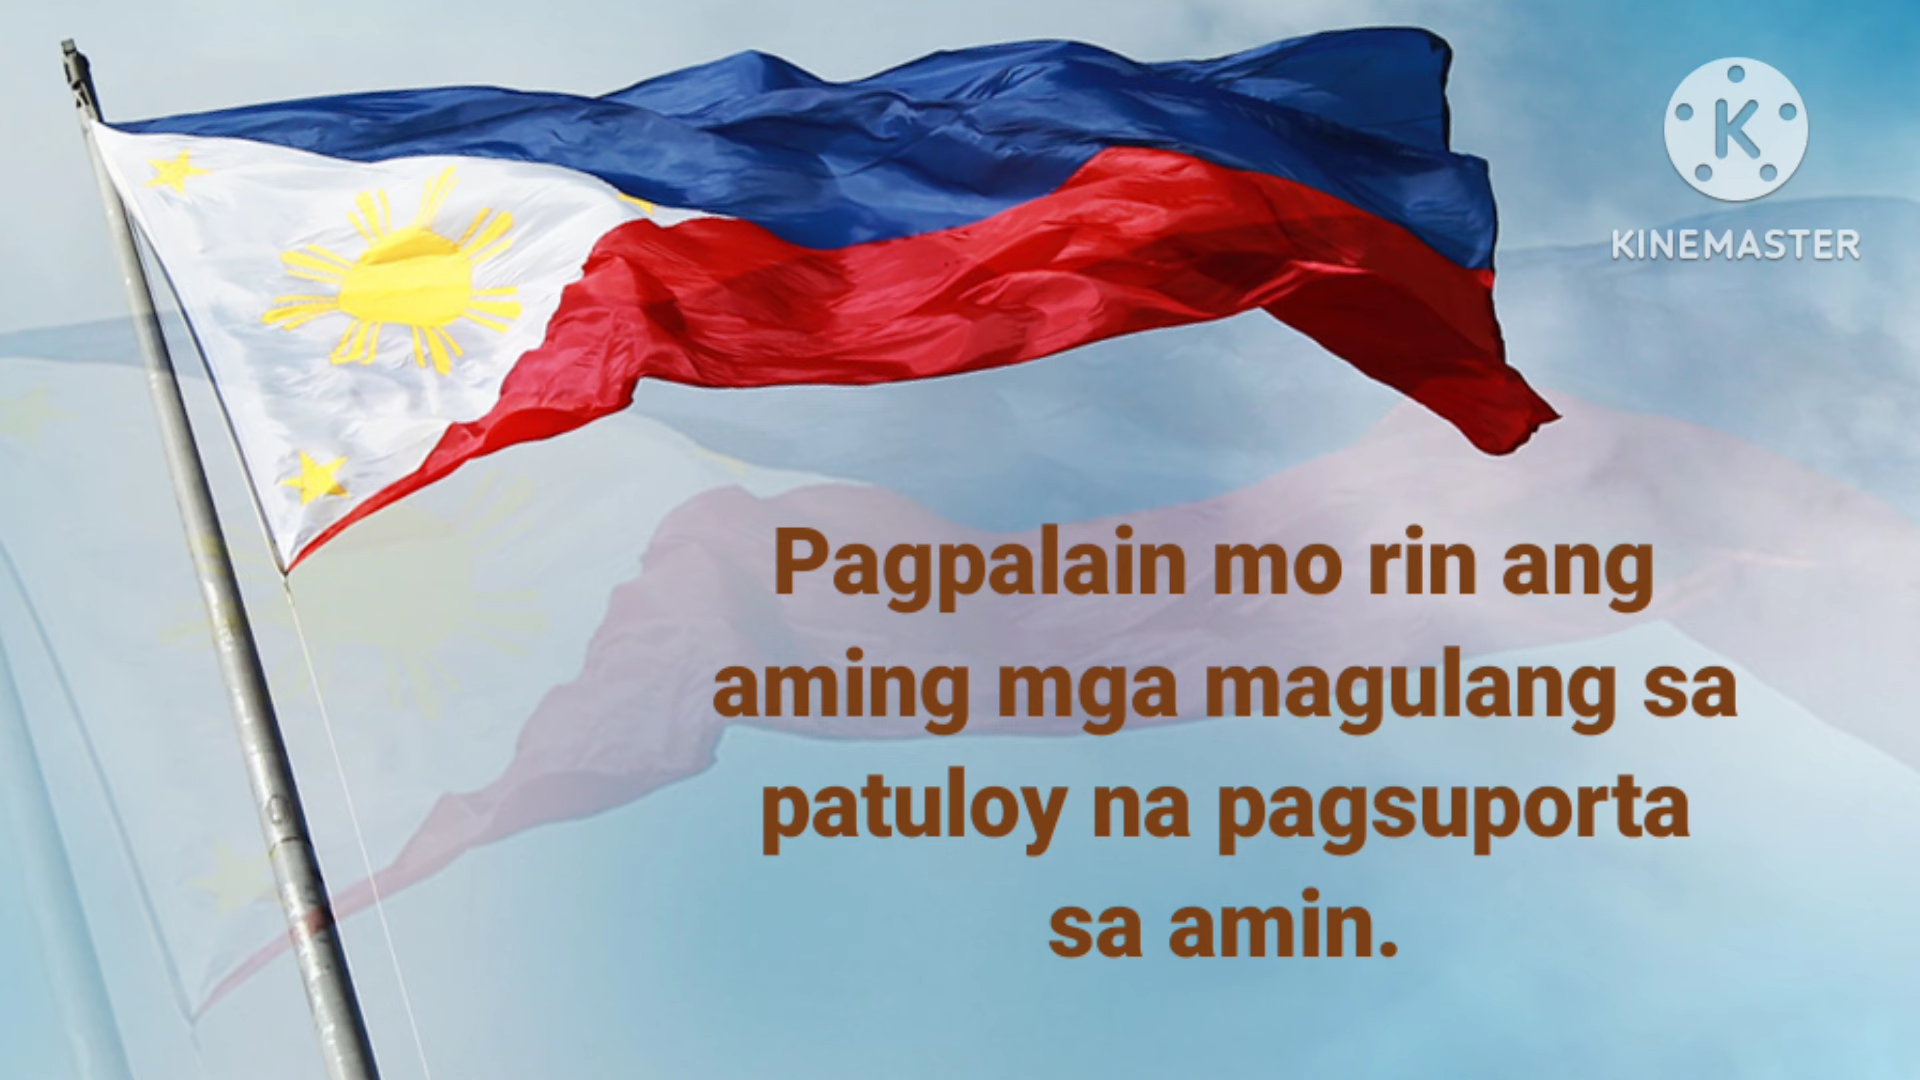 K
KINEMASTER
Pagpalain mo rin ang
aming mga magulang sa
patuloy na pagsuporta
sa amin.